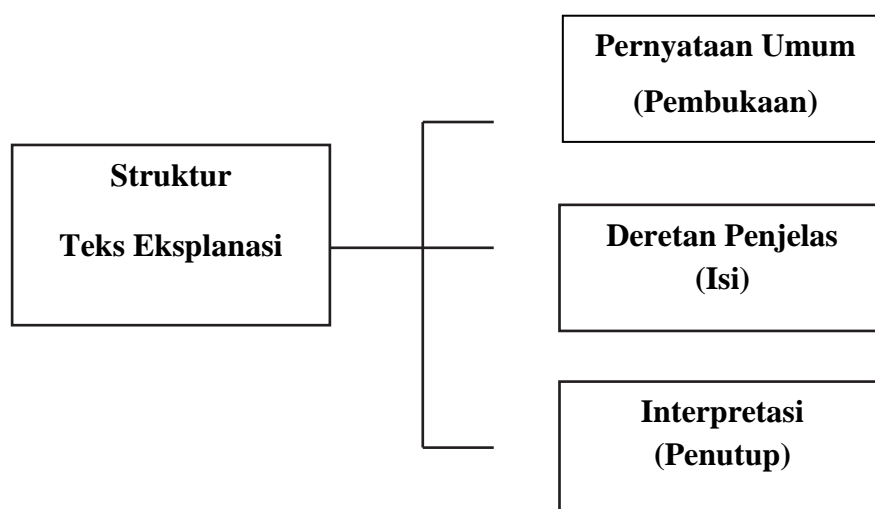 Struktur
Teks Eksplanasi
Pernyataan Umum
(Pembukaan)
Deretan Penjelas
(Isi)
Interpretasi
(Penutup)